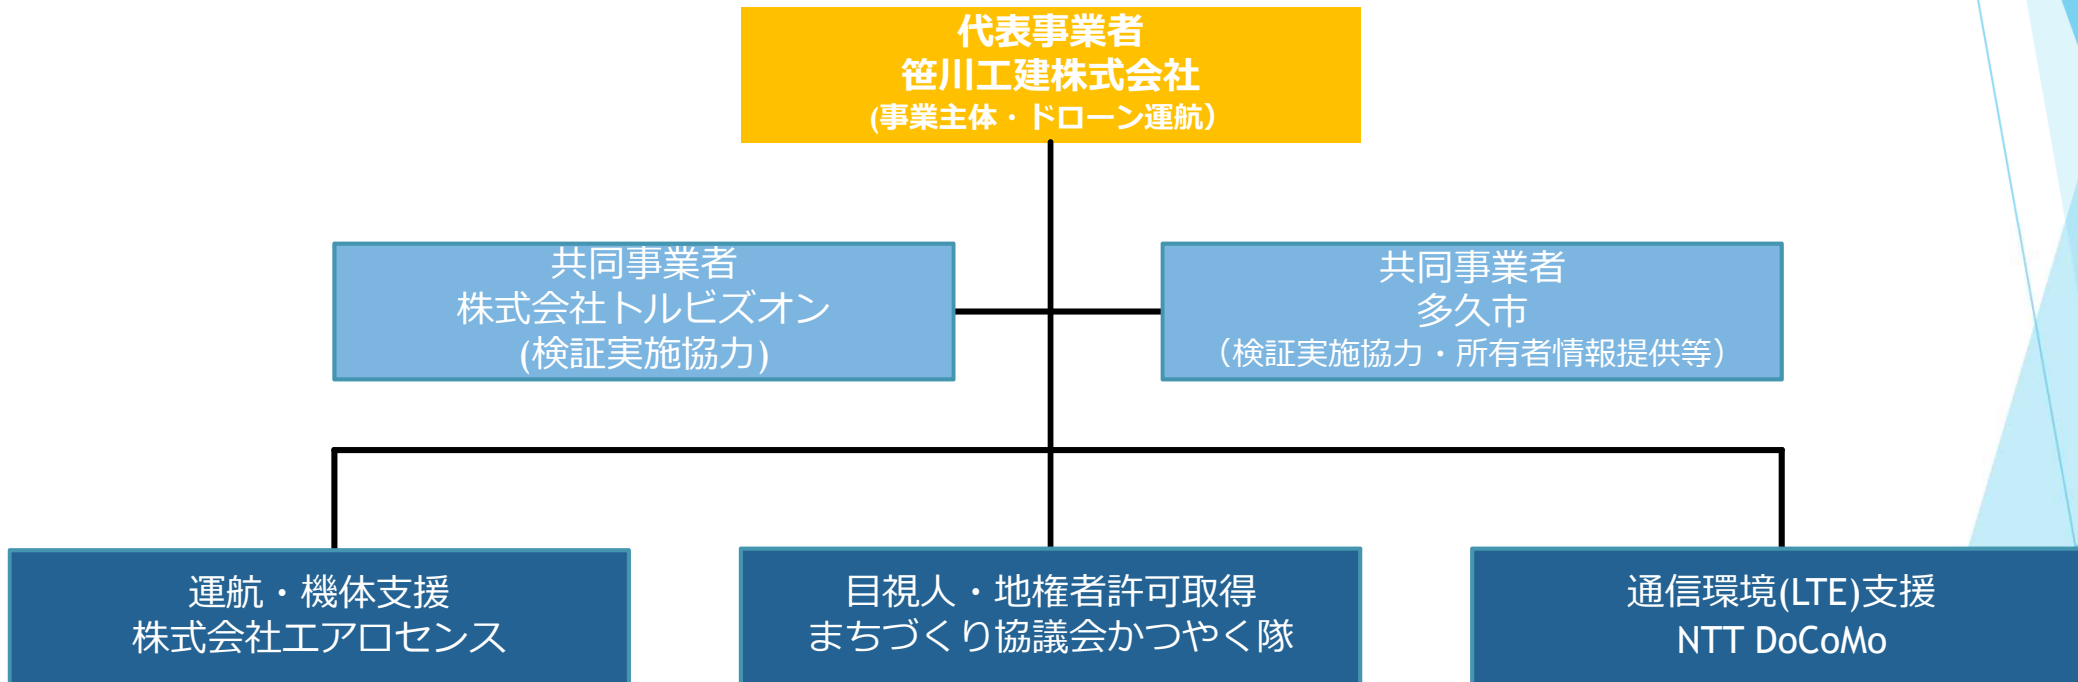 代表事業者
笹川工建株式会社
(事業主体・ドローン運航）
共同事業者
株式会社トルビズオン
(検証実施協力)
共同事業者
多久市
（検証実施協力・所有者情報提供等）
運航・機体支援
株式会社エアロセンス
目視人・地権者許可取得
まちづくり協議会かつやく隊
通信環境(LTE)支援
NTT DoCoMo